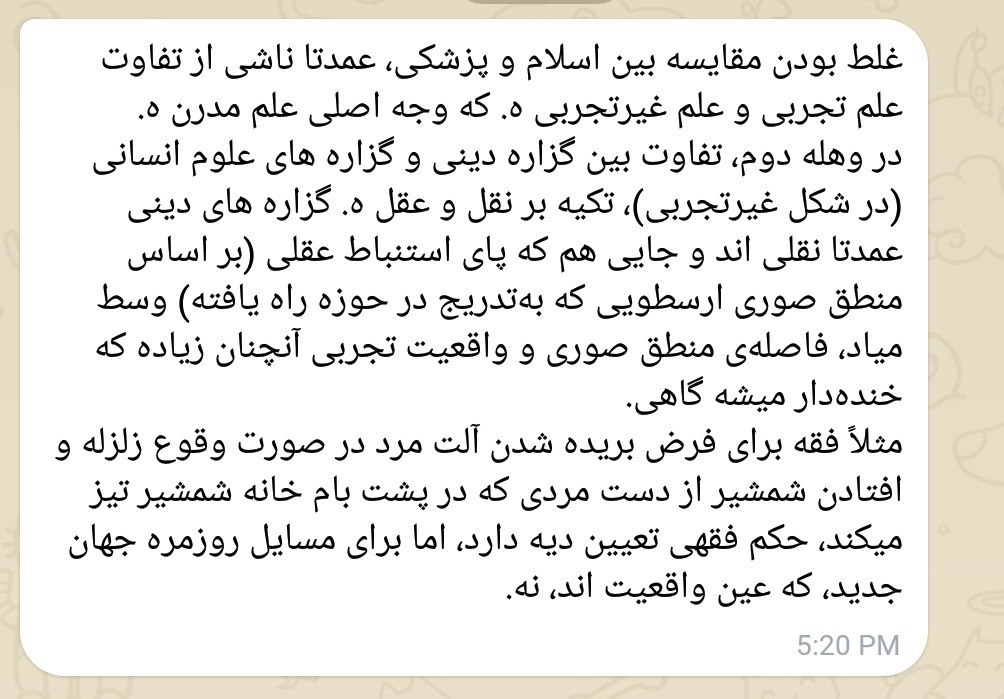 غلط بودن مقایسه بین اسلام و پزشکی، عمدتا ناشی از تفاوت
علم تجربی و علم غیرتجربی ه. که وجه اصلی علم مدرن ه.
در وهله دوم، تفاوت بین گزاره دینی و گزاره های علوم انسانی
(در شکل غیرتجربی)، تکیه بر نقل و عقل ه. گزاره های دینی
عمدتا نقلی اند و جایی هم که پای استنباط عقلی (بر اساس
منطق صوری ارسطویی که به‌تدریج در حوزه راه یافته) وسط
میاد، فاصله‌ی منطق صوری و واقعیت تجربی آنچنان زیاده که
خنده‌دار میشه گاهی.
مثلاً فقه برای فرض بریده شدن آلت مرد در صورت وقوع زلزله و
افتادن شمشیر از دست مردی که در پشت بام خانه شمشیر تیز
میکند، حکم فقهی تعیین دیه دارد، اما برای مسایل روزمره جهان
جدید، که عین واقعیت اند، نه.
5:20 PM